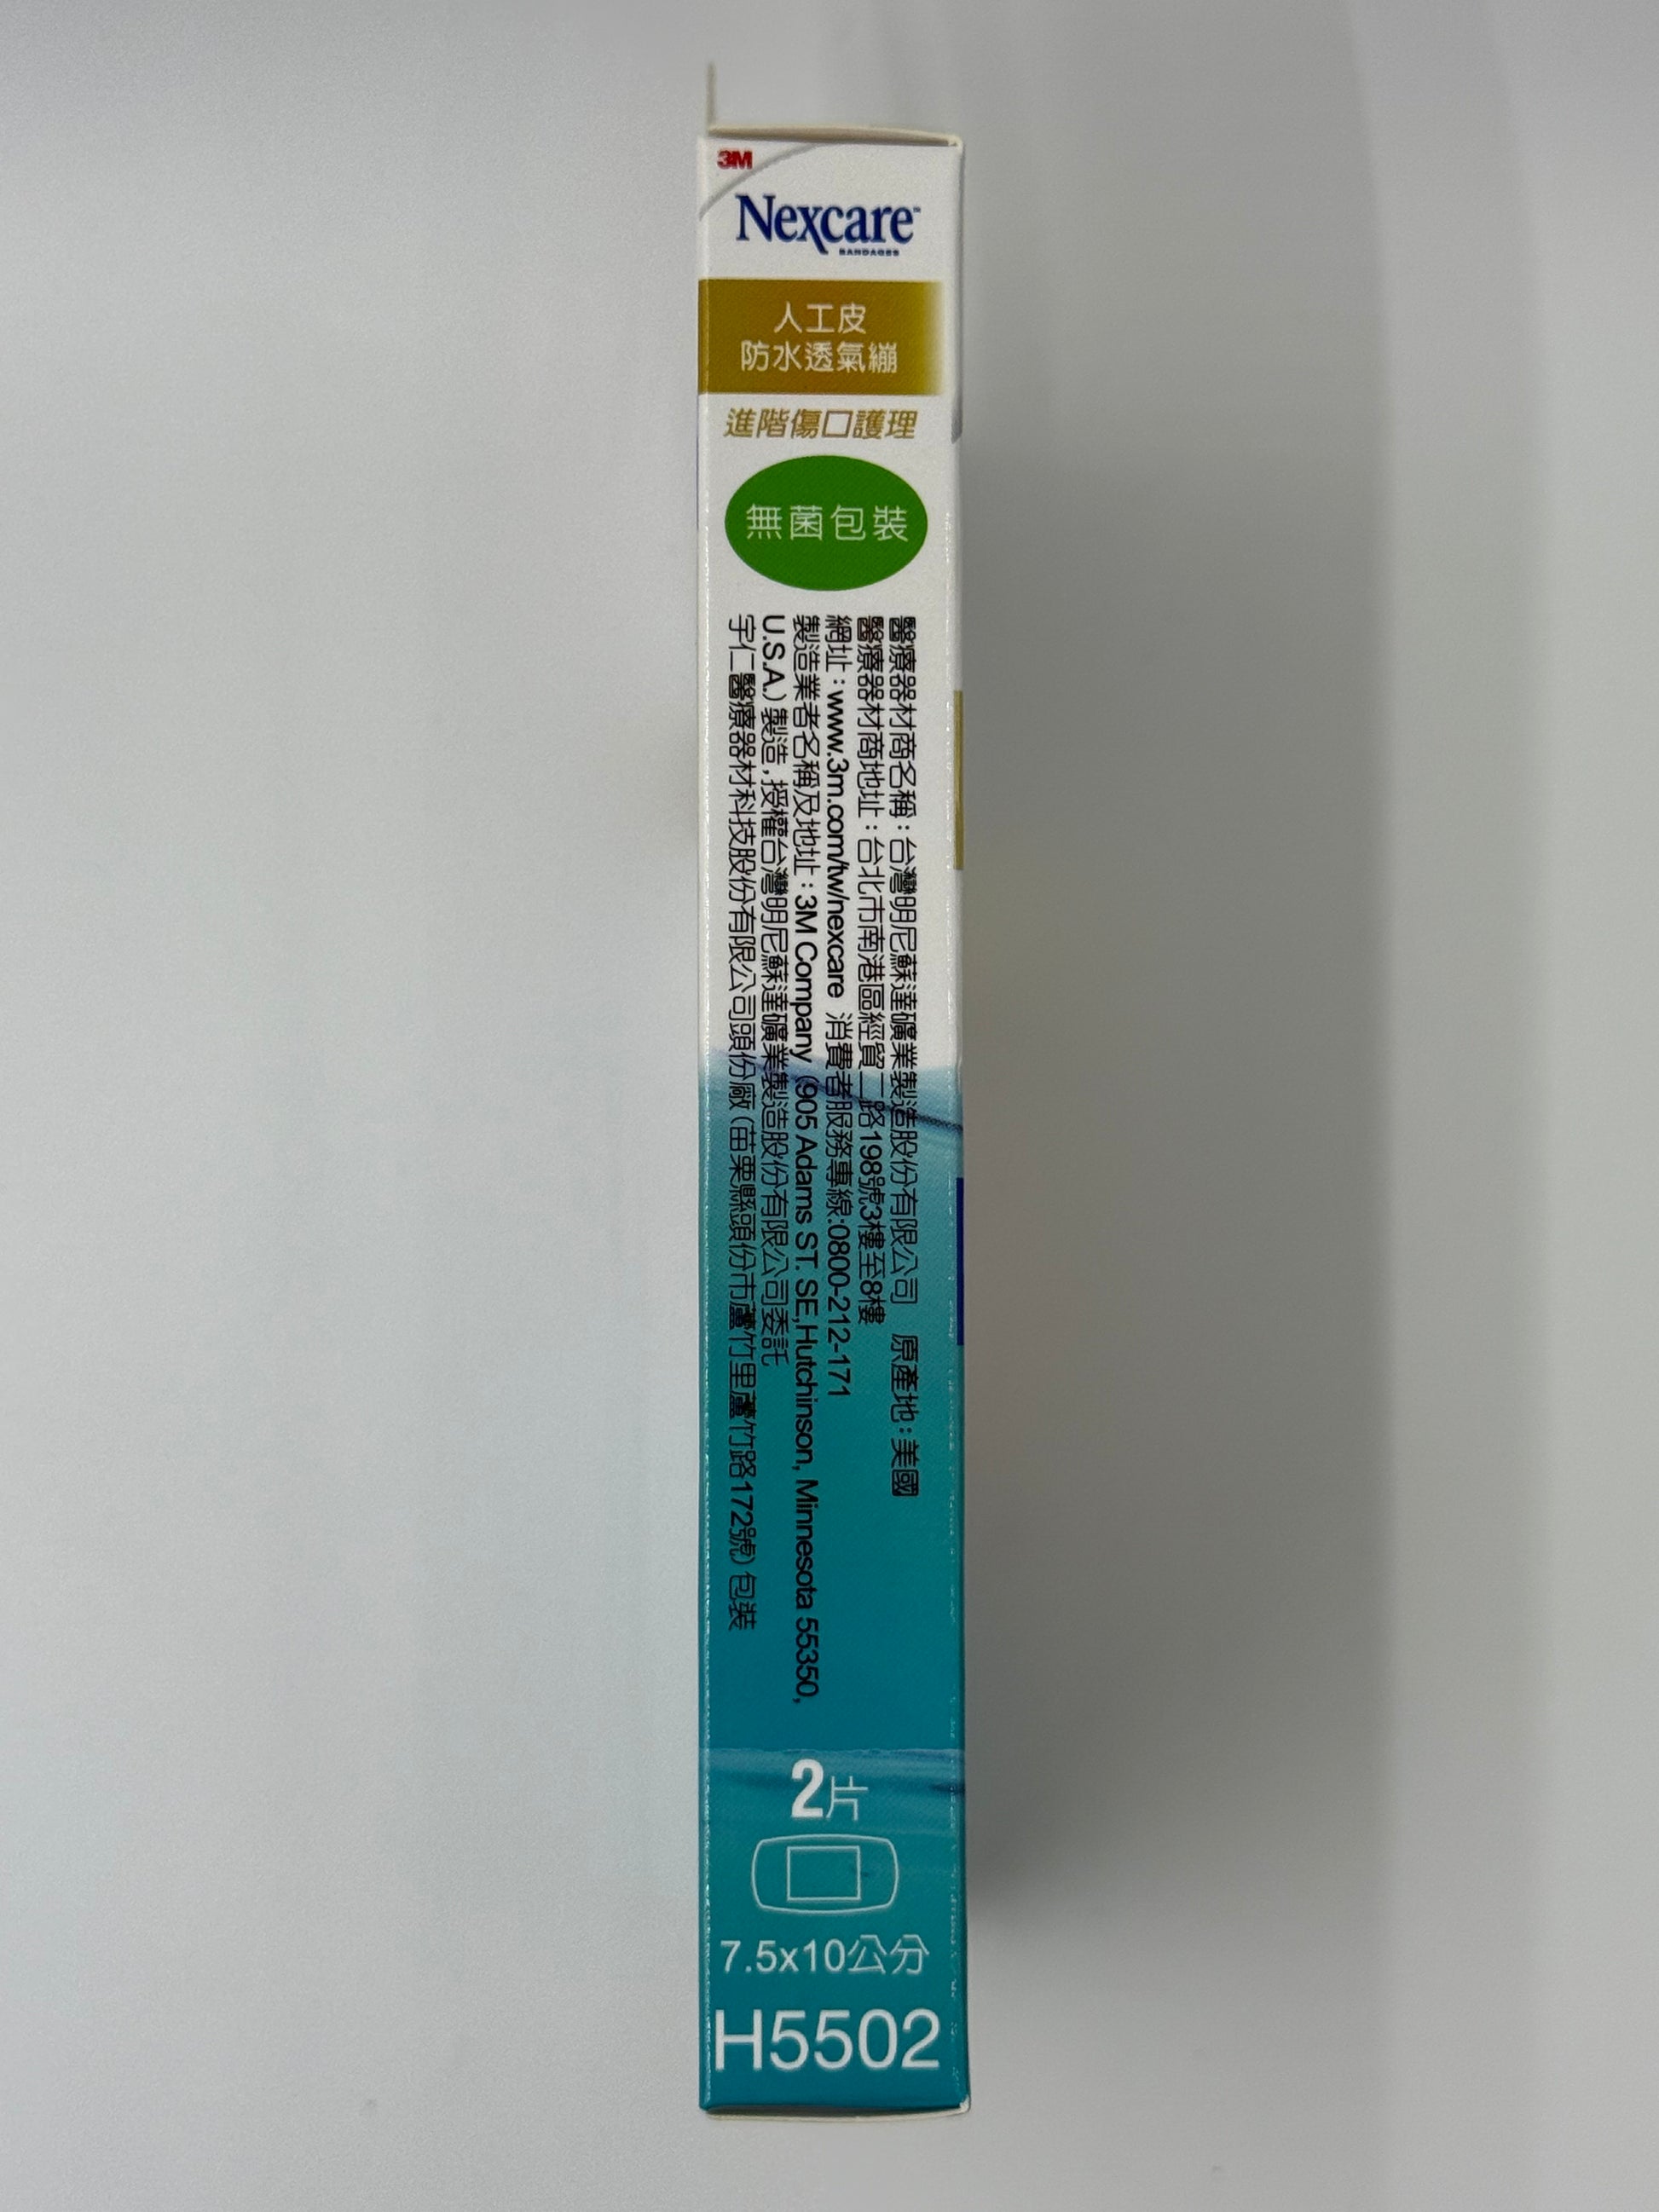 3M
Nexcare™
BANDAGES
人工皮
防水透氣繃
進階傷口護理
無菌包裝
醫療器材商名稱：台灣明尼蘇達礦業製造股份有限公司 原產地：美國
醫療器材商地址：台北市南港區經貿二路198號3樓至8樓
網址：www.3m.com/tw/nexcare 消費者服務專線:0800-212-171
製造業者名稱及地址：3M Company (905 Adams ST. SE,Hutchinson, Minnesota 55350,
U.S.A.) 製造,授權台灣明尼蘇達礦業製造股份有限公司委託
宇仁醫療器材科技股份有限公司頭份廠(苗栗縣頭份市蘆竹里蘆竹路172號) 包裝
2片
7.5x10公分
H5502